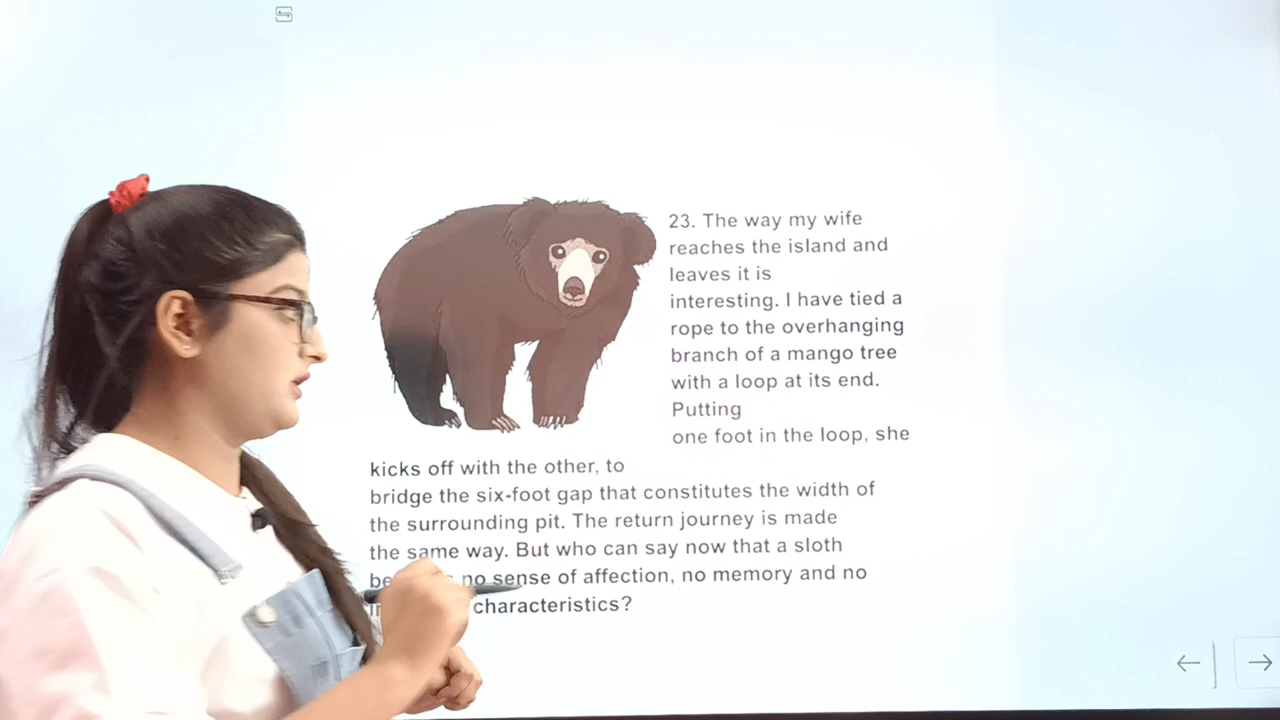 23. The way my wife
reaches the island and
leaves it is
interesting. I have tied a
rope to the overhanging
branch of a mango tree
with a loop at its end.
Putting
one foot in the loop, she
kicks off with the other, to
bridge the six-foot gap that constitutes the width of
the surrounding pit. The return journey is made
the same way. But who can say now that a sloth
no sense of affection, no memory and no
characteristics?